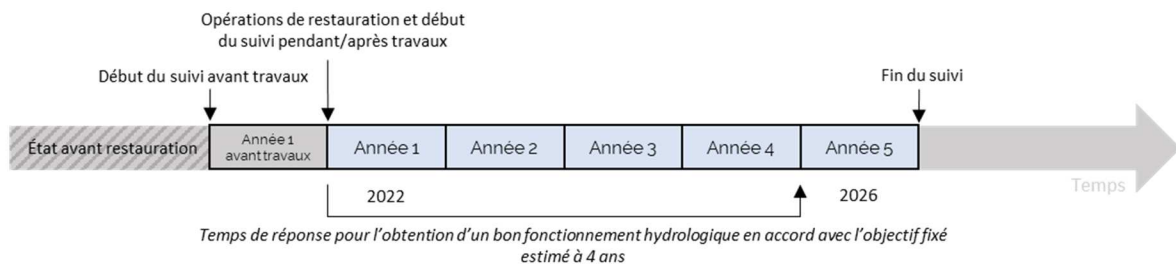 Opérations de restauration et début
du suivi pendant/après travaux
Début du suivi avant travaux
Fin du suivi
État avant restauration
Année 1
avant travaux
Année 1
Année 2
Année 3
Année 4
Année 5
Temps
2022
2026
Temps de réponse pour l’obtention d’un bon fonctionnement hydrologique en accord avec l’objectif fixé
estimé à 4 ans